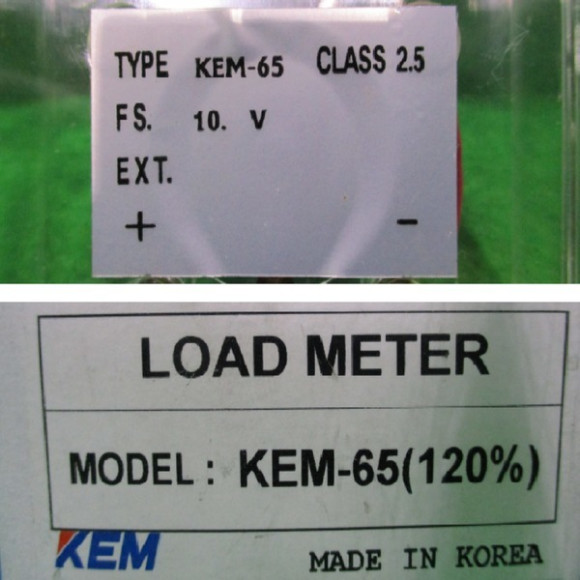 TYPE KEM-65 CLASS 2.5
FS. 10. V
EXT.
+ -
LOAD METER
MODEL : KEM-65(120%)
KEM MADE IN KOREA